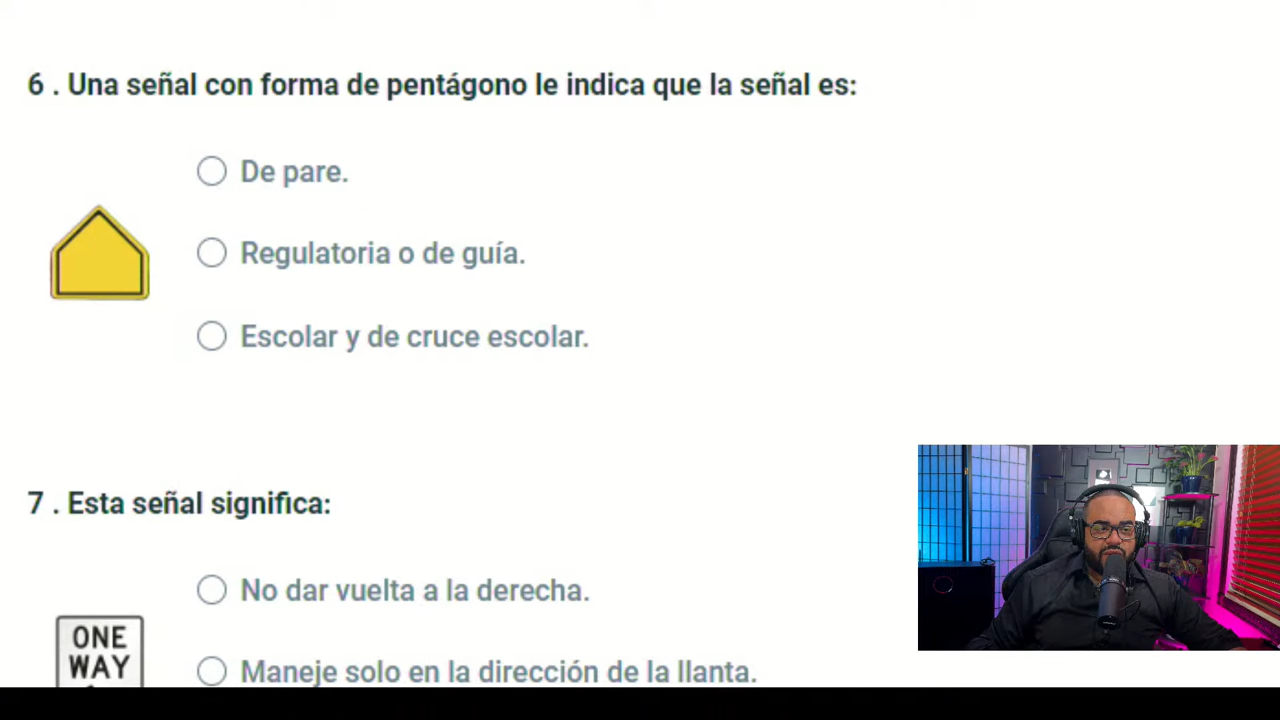 6 . Una señal con forma de pentágono le indica que la señal es:
De pare.
Regulatoria o de guía.
Escolar y de cruce escolar.
7 . Esta señal significa:
No dar vuelta a la derecha.
ONE
WAY
Maneje solo en la dirección de la llanta.